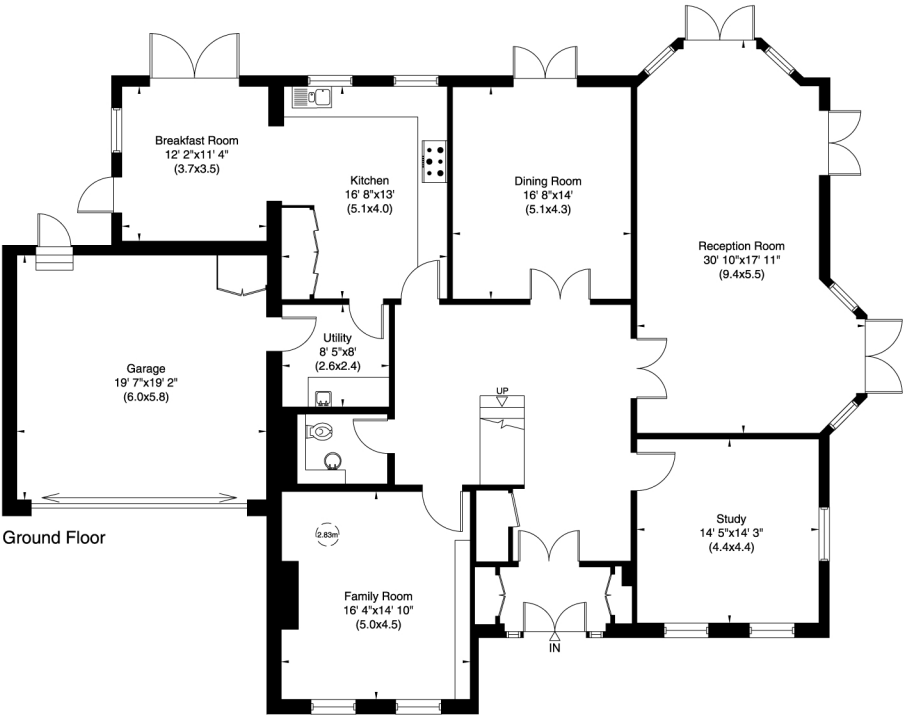 Breakfast Room
12' 2"x11' 4"
(3.7x3.5)
Kitchen
16' 8"x13'
(5.1x4.0)
Dining Room
16' 8"x14'
(5.1x4.3)
Reception Room
30' 10"x17' 11"
(9.4x5.5)
Utility
8' 5"x8'
(2.6x2.4)
Garage
19' 7"x19' 2"
(6.0x5.8)
UP
Study
14' 5"x14' 3"
(4.4x4.4)
Ground Floor
2.83m
Family Room
16' 4"x14' 10"
(5.0x4.5)
IN